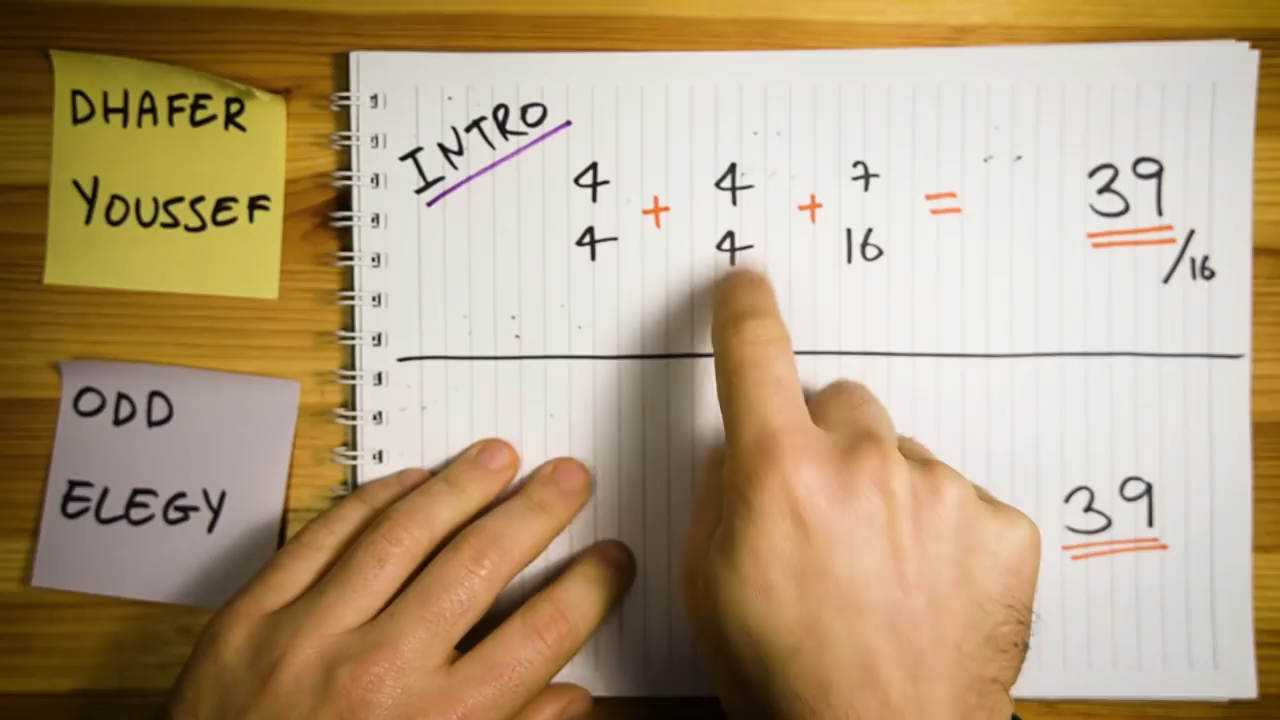 DHAFER
YOUSSEF
ODD
ELEGY
INTRO
4 4 7
4 + 4 + 16 = 39/16
39